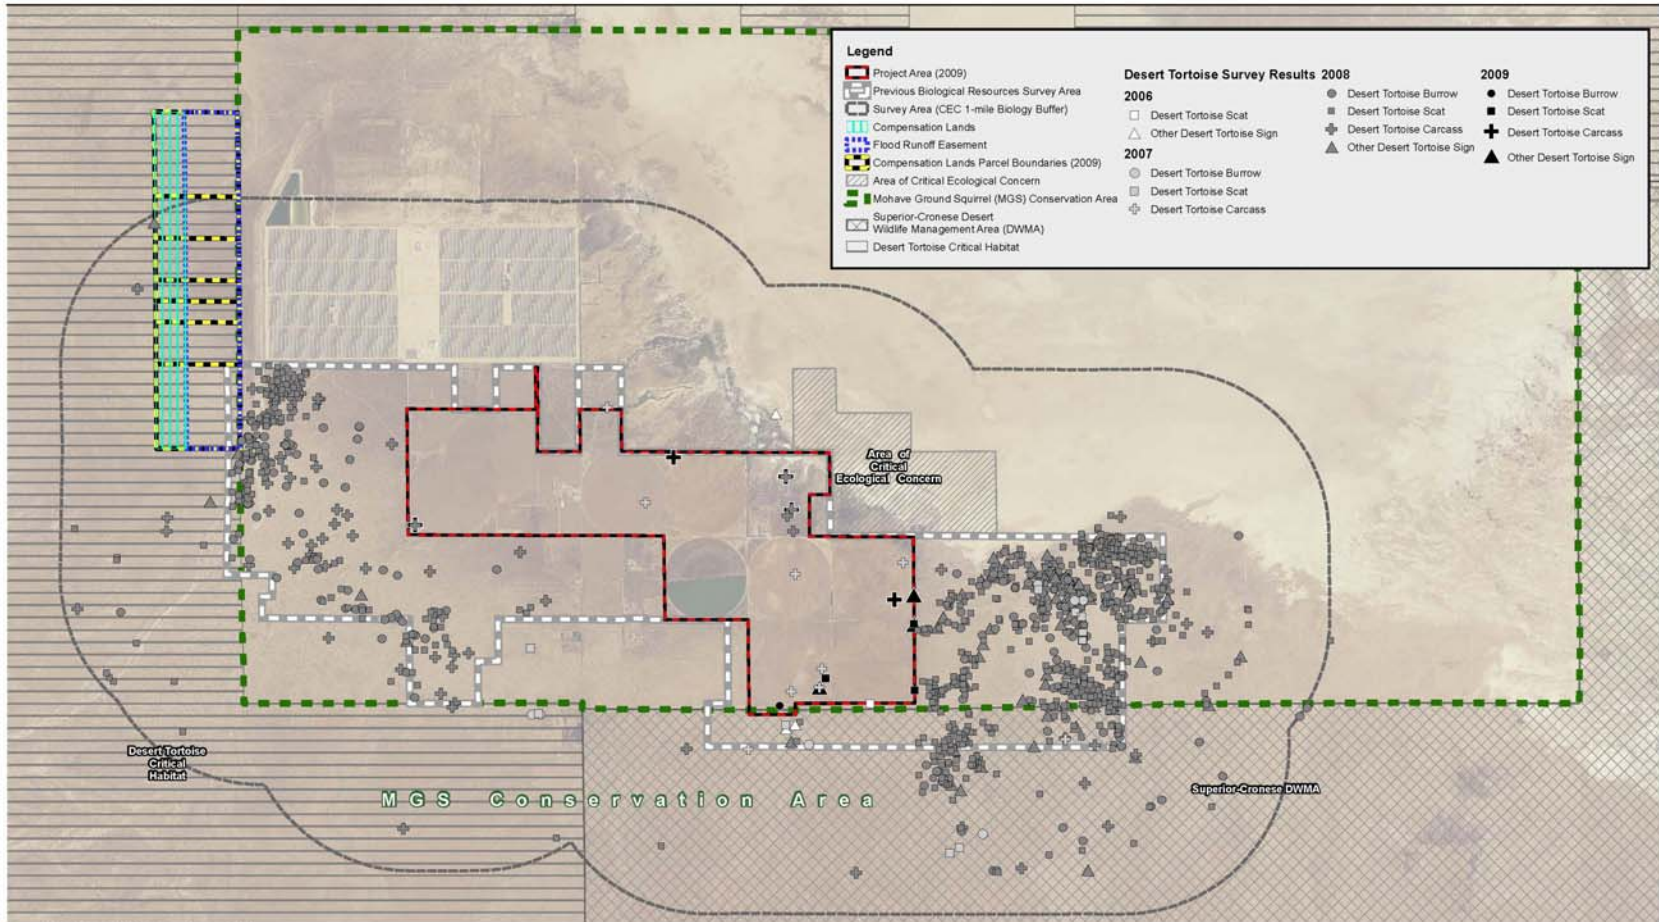 Legend
Project Area (2009)
Previous Biological Resources Survey Area
Survey Area (CEC 1-mile Biology Buffer)
Compensation Lands
Flood Runoff Easement
Compensation Lands Parcel Boundaries (2009)
Area of Critical Ecological Concern
Mohave Ground Squirrel (MGS) Conservation Area
Superior-Cronese Desert
Wildlife Management Area (DWMA)
Desert Tortoise Critical Habitat
Desert Tortoise Survey Results
2006
Desert Tortoise Scat
Other Desert Tortoise Sign
2007
Desert Tortoise Burrow
Desert Tortoise Scat
Desert Tortoise Carcass
2008
Desert Tortoise Burrow
Desert Tortoise Scat
Desert Tortoise Carcass
Other Desert Tortoise Sign
2009
Desert Tortoise Burrow
Desert Tortoise Scat
Desert Tortoise Carcass
Other Desert Tortoise Sign
Area of
Critical
Ecological Concern
Desert Tortoise
Critical
Habitat
MGS Conservation Area
Superior-Cronese DWMA